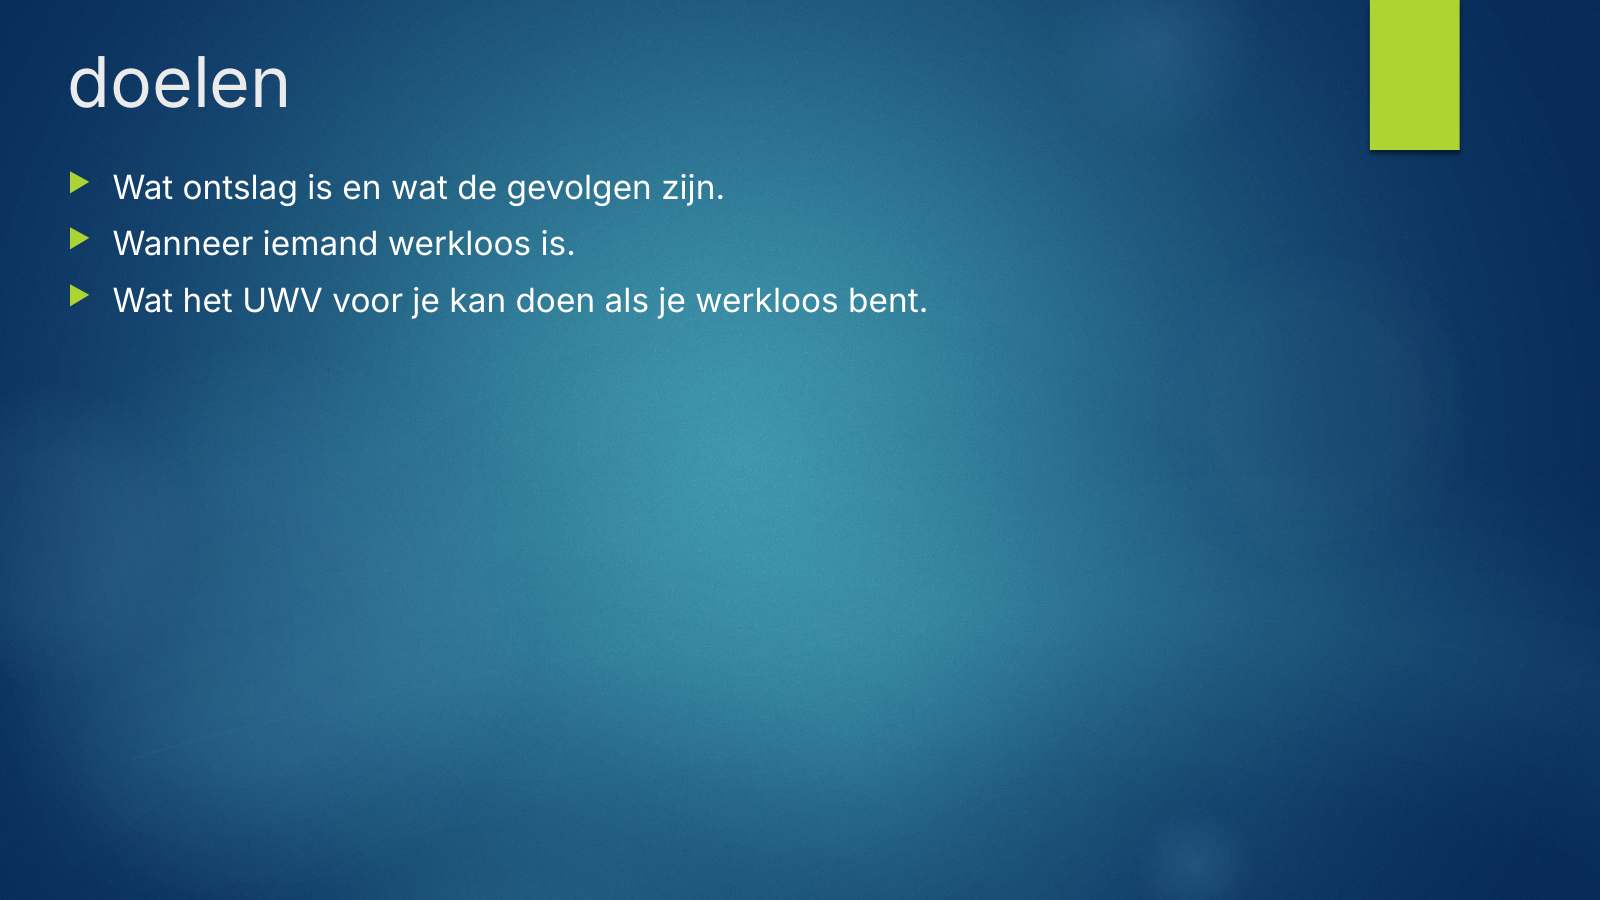 doelen
Wat ontslag is en wat de gevolgen zijn.
Wanneer iemand werkloos is.
Wat het UWV voor je kan doen als je werkloos bent.